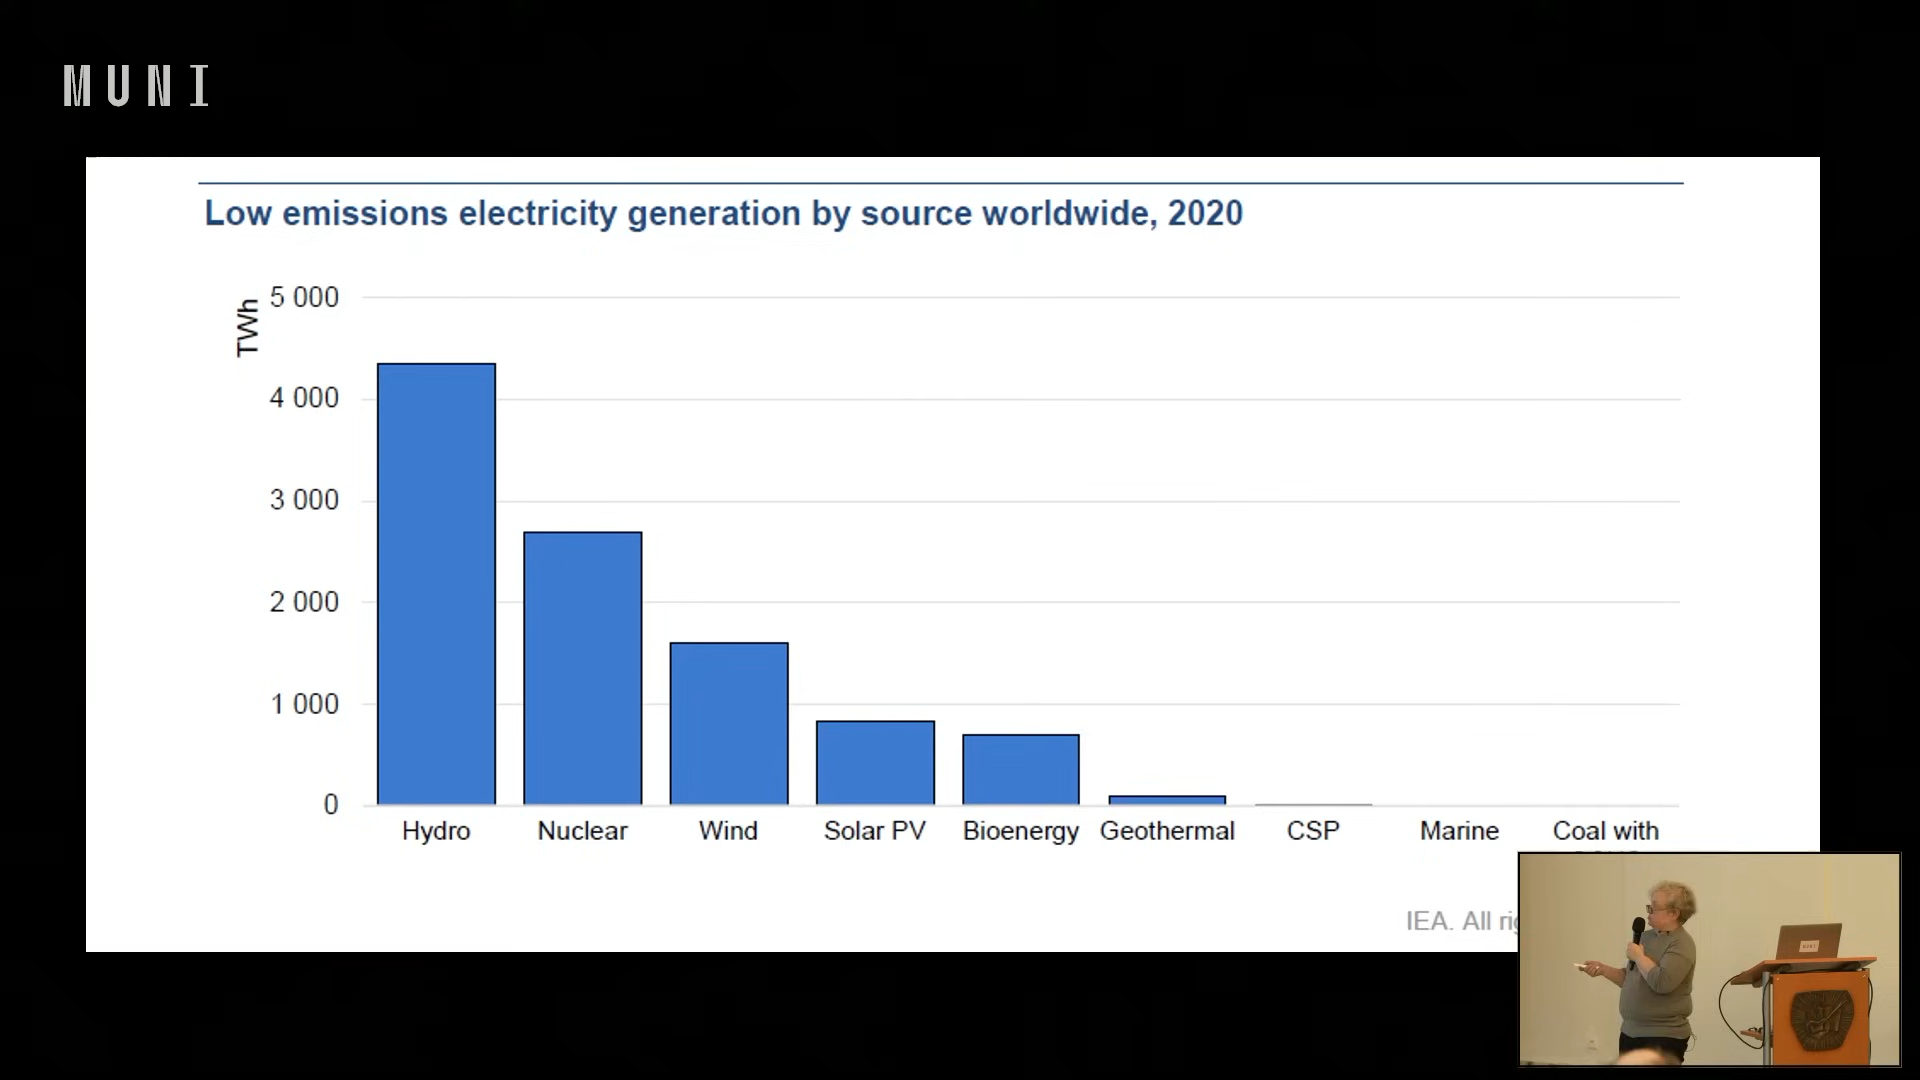 MUNI
Low emissions electricity generation by source worldwide, 2020
TWh
5 000
4 000
3 000
2 000
1 000
0
Hydro Nuclear Wind Solar PV Bioenergy Geothermal CSP Marine Coal with
IEA. All